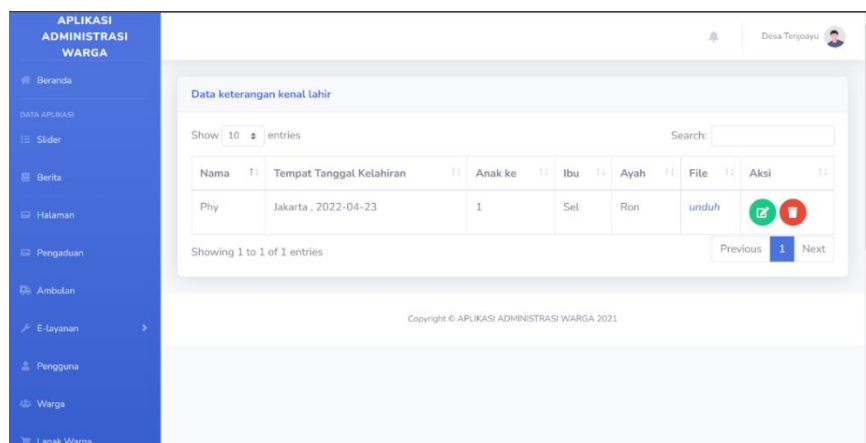 APLIKASI
ADMINISTRASI
WARGA
Desa Tenjoayu
Beranda
DATA APLIKASI
Slider
Berita
Halaman
Pengaduan
Ambulan
E-layanan
Pengguna
Warga
Lapak Warga
Data keterangan kenal lahir
Show 10 entries
Search:
Nama Tempat Tanggal Kelahiran Anak ke Ibu Ayah File Aksi
Phy Jakarta , 2022-04-23 1 Sel Ron unduh
Showing 1 to 1 of 1 entries
Previous 1 Next
Copyright © APLIKASI ADMINISTRASI WARGA 2021